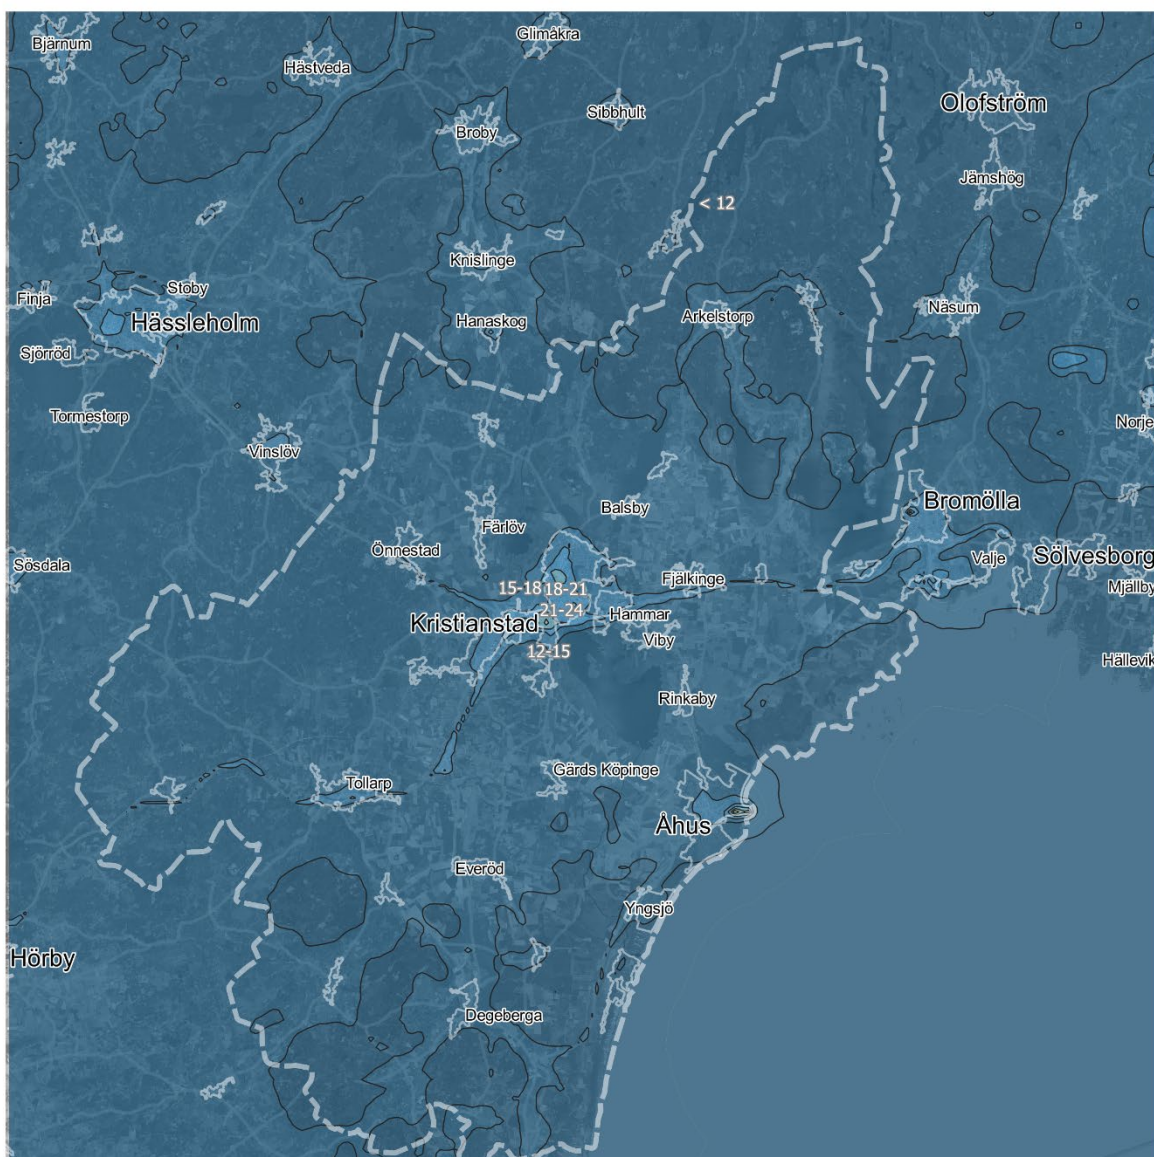 Glimåkra
Bjärnum
Hästveda
Olofström
Sibbhult
Broby
Jämshög
< 12
Knislinge
Stoby
Finja
Näsum
Arkelstorp
Hanaskog
Hässleholm
Sjörröd
Tormestorp
Norje
Vinslöv
Bromölla
Balsby
Färlöv
Önnestad
Sölvesborg
Valje
Sösdala
Fjälkinge
15-18
18-21
Mjällby
21-24
Hammar
Kristianstad
Viby
12-15
Hällevik
Rinkaby
Gärds Köpinge
Tollarp
Åhus
Everöd
Yngsjö
Hörby
Degeberga